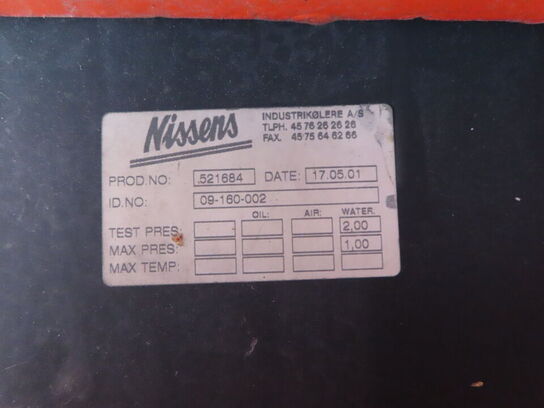 Nissens
INDUSTRIKØLERE A/S
TLPH. 45 76 26 26 26
FAX. 45 75 64 62 66
PROD.NO: .521684 DATE: 17.05.01
ID.NO: 09-160-002
OIL: AIR: WATER:
TEST PRES: 2,00
MAX PRES: 1,00
MAX TEMP: